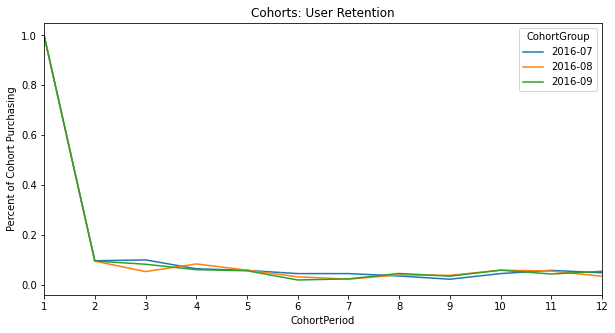 Cohorts: User Retention
CohortGroup
2016-07
2016-08
2016-09
Percent of Cohort Purchasing
1.0
0.8
0.6
0.4
0.2
0.0
1 2 3 4 5 6 7 8 9 10 11 12
CohortPeriod